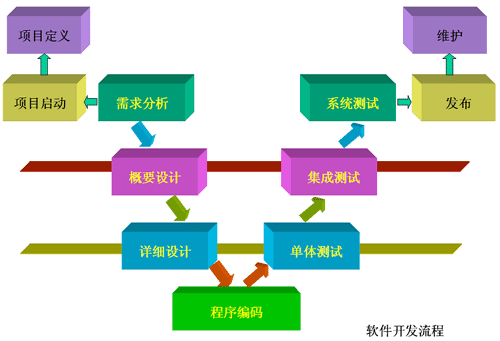 项目定义
维护
项目启动
需求分析
系统测试
发布
概要设计
集成测试
详细设计
单体测试
程序编码
软件开发流程